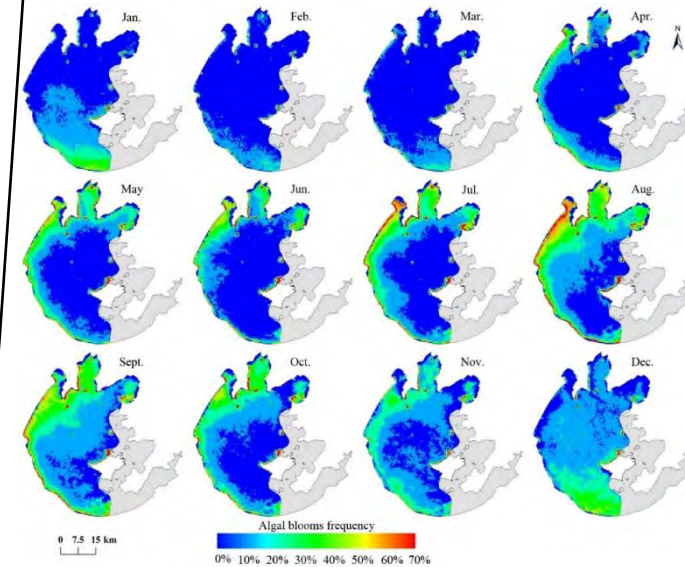 Jan. Feb. Mar. Apr.
N
May Jun. Jul. Aug.
Sept. Oct. Nov. Dec.
Algal blooms frequency
0 7.5 15 km
0% 10% 20% 30% 40% 50% 60% 70%